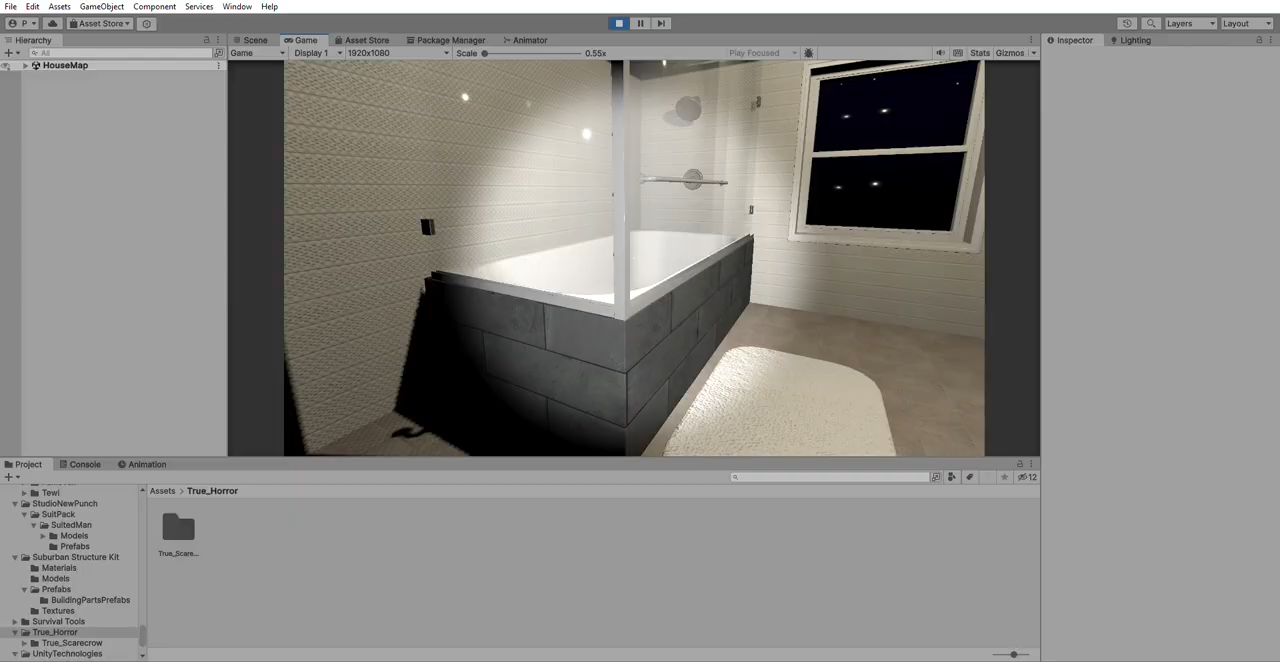 File Edit Assets GameObject Component Services Window Help
P Asset Store Layers Layout
Hierarchy Scene Game Asset Store Package Manager Animator Inspector Lighting
All Game Display 1 1920x1080 Scale 0.55x Play Focused Stats Gizmos
HouseMap
Project Console Animation
12
Tewi
StudioNewPunch
SuitPack
SuitedMan
Models
Prefabs
Suburban Structure Kit
Materials
Models
Prefabs
BuildingPartsPrefabs
Textures
Survival Tools
True_Horror
True_Scarecrow
UnityTechnologies
Assets > True_Horror
True_Scare...